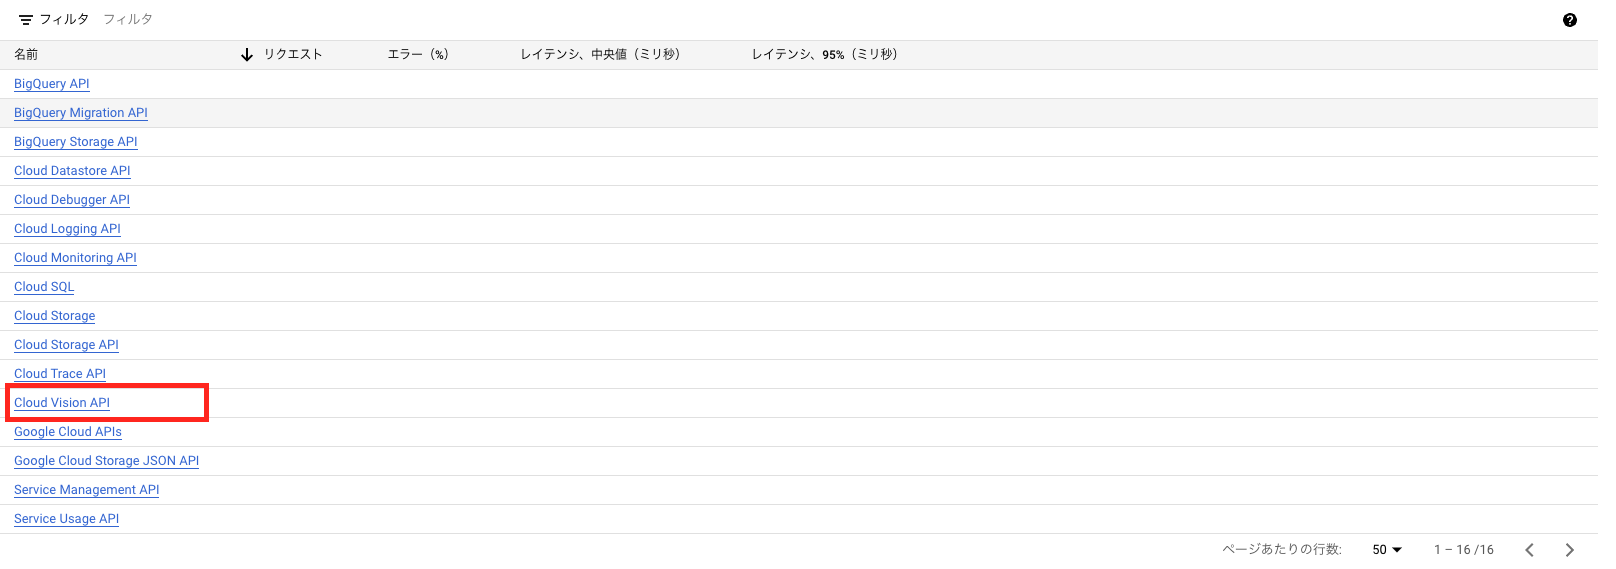 フィルタ フィルタ
名前 リクエスト エラー（%） レイテンシ、中央値（ミリ秒） レイテンシ、95%（ミリ秒）
BigQuery API
BigQuery Migration API
BigQuery Storage API
Cloud Datastore API
Cloud Debugger API
Cloud Logging API
Cloud Monitoring API
Cloud SQL
Cloud Storage
Cloud Storage API
Cloud Trace API
Cloud Vision API
Google Cloud APIs
Google Cloud Storage JSON API
Service Management API
Service Usage API
ページあたりの行数: 50 1 – 16 /16